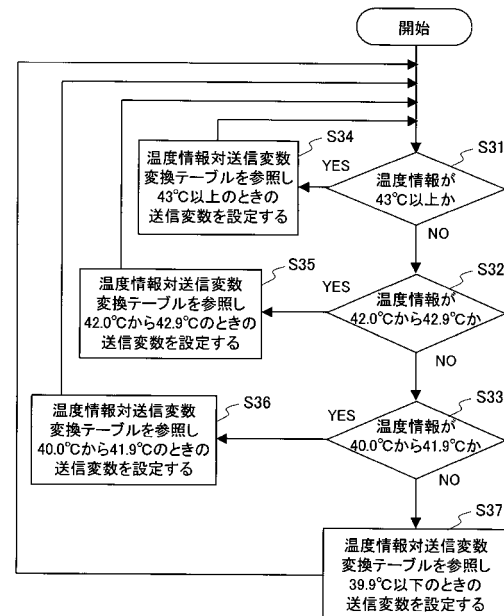 開始
S31
温度情報が
43℃以上か
YES
NO
S34
温度情報対送信変数
変換テーブルを参照し
43℃以上のときの
送信変数を設定する
S32
温度情報が
42.0℃から42.9℃か
YES
NO
S35
温度情報対送信変数
変換テーブルを参照し
42.0℃から42.9℃のときの
送信変数を設定する
S33
温度情報が
40.0℃から41.9℃か
YES
NO
S36
温度情報対送信変数
変換テーブルを参照し
40.0℃から41.9℃のときの
送信変数を設定する
S37
温度情報対送信変数
変換テーブルを参照し
39.9℃以下のときの
送信変数を設定する